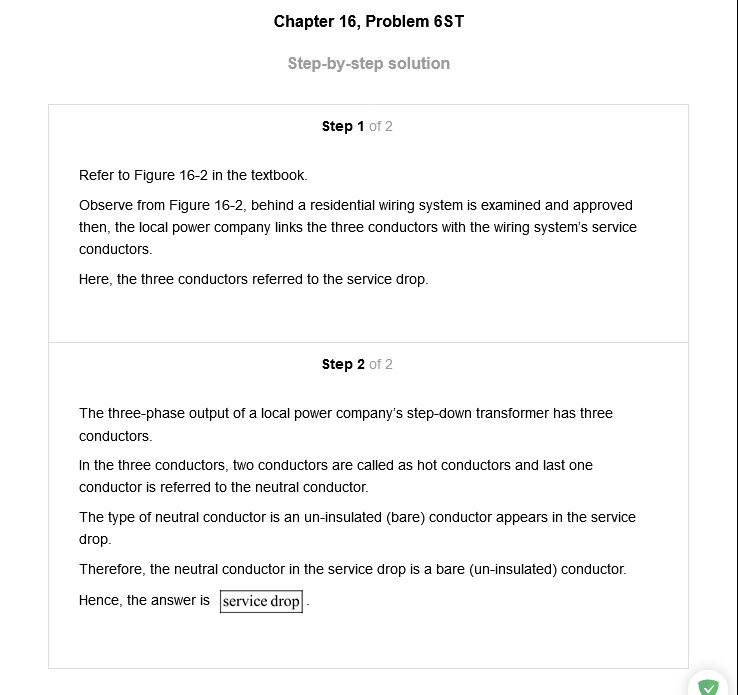 Chapter 16, Problem 6ST
Step-by-step solution
Step 1 of 2
Refer to Figure 16-2 in the textbook.
Observe from Figure 16-2, behind a residential wiring system is examined and approved
then, the local power company links the three conductors with the wiring system's service
conductors.
Here, the three conductors referred to the service drop.
Step 2 of 2
The three-phase output of a local power company's step-down transformer has three
conductors.
In the three conductors, two conductors are called as hot conductors and last one
conductor is referred to the neutral conductor.
The type of neutral conductor is an un-insulated (bare) conductor appears in the service
drop.
Therefore, the neutral conductor in the service drop is a bare (un-insulated) conductor.
Hence, the answer is service drop .